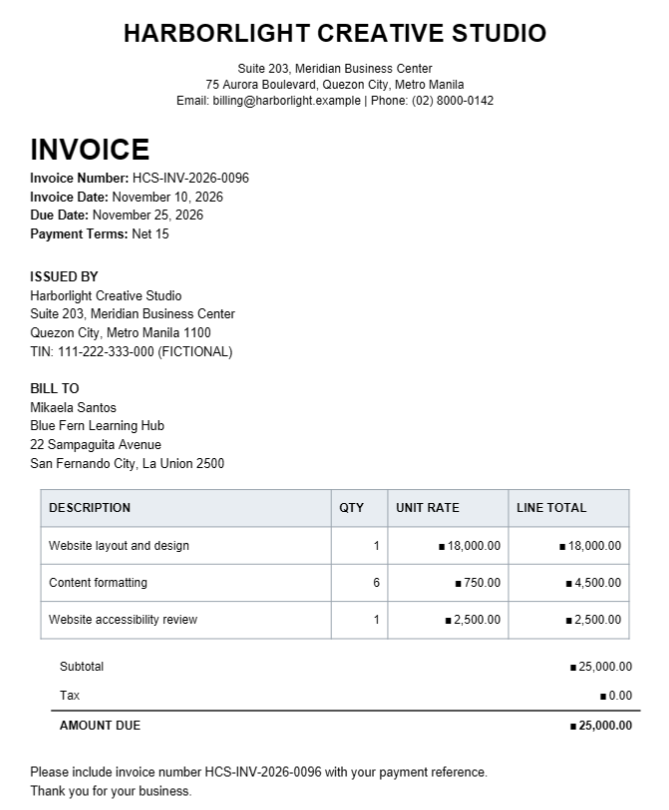 HARBORLIGHT CREATIVE STUDIO
Suite 203, Meridian Business Center
75 Aurora Boulevard, Quezon City, Metro Manila
Email: billing@harborlight.example | Phone: (02) 8000-0142
INVOICE
Invoice Number: HCS-INV-2026-0096
Invoice Date: November 10, 2026
Due Date: November 25, 2026
Payment Terms: Net 15
ISSUED BY
Harborlight Creative Studio
Suite 203, Meridian Business Center
Quezon City, Metro Manila 1100
TIN: 111-222-333-000 (FICTIONAL)
BILL TO
Mikaela Santos
Blue Fern Learning Hub
22 Sampaguita Avenue
San Fernando City, La Union 2500
DESCRIPTION QTY UNIT RATE LINE TOTAL
Website layout and design 1 ■18,000.00 ■18,000.00
Content formatting 6 ■750.00 ■4,500.00
Website accessibility review 1 ■2,500.00 ■2,500.00
Subtotal ■25,000.00
Tax ■0.00
AMOUNT DUE ■25,000.00
Please include invoice number HCS-INV-2026-0096 with your payment reference.
Thank you for your business.